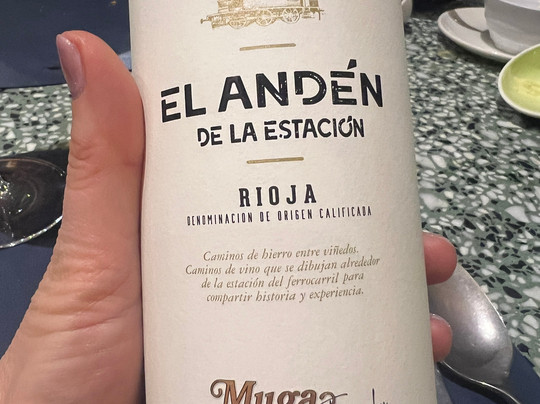 EL ANDÉN
DE LA ESTACIÓN
RIOJA
DENOMINACIÓN DE ORIGEN CALIFICADA
Caminos de hierro entre viñedos.
Caminos de vino que se dibujan alrededor
de la estación del ferrocarril para
compartir historia y experiencia.
Muga